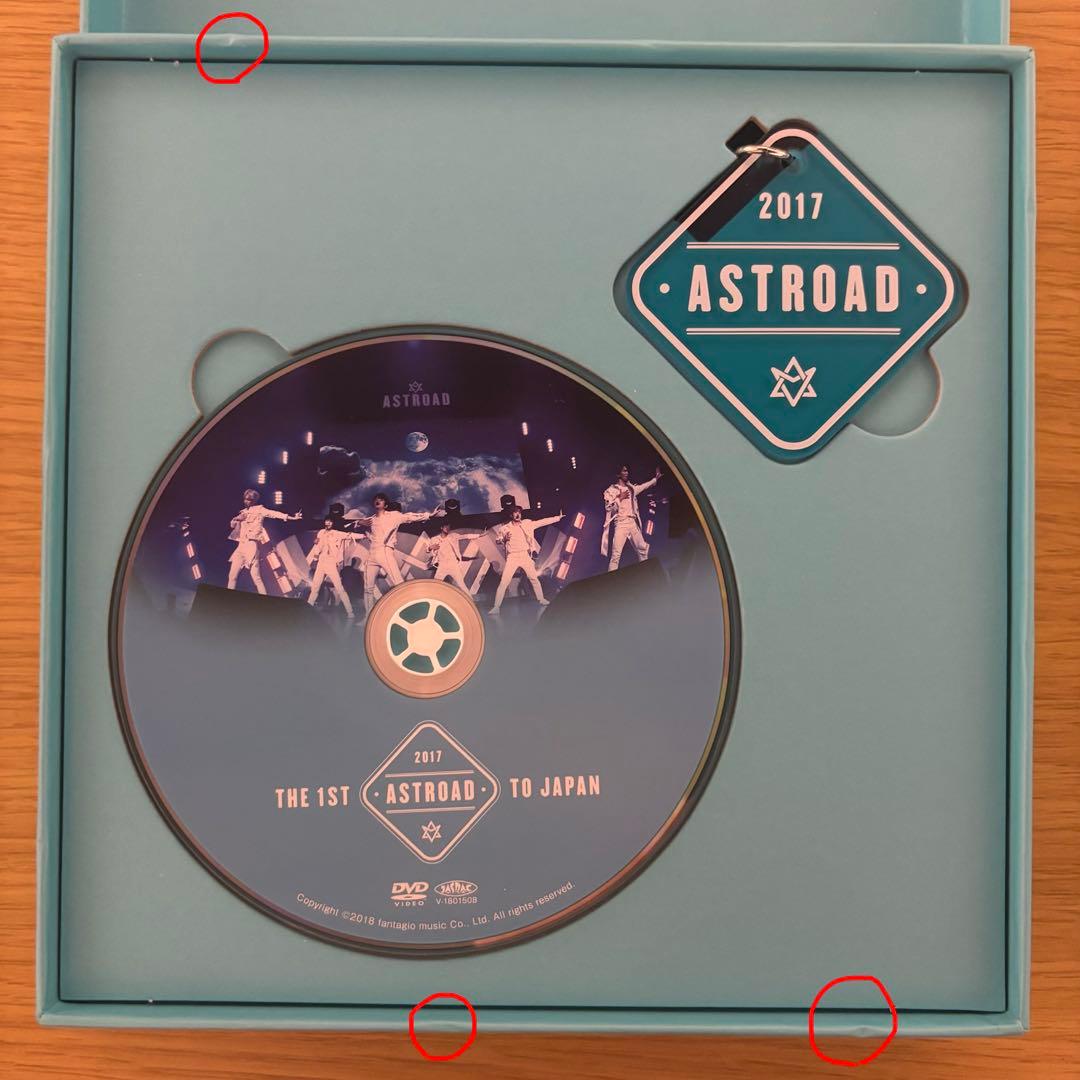 2017
ASTROAD
ASTROAD
2017
THE 1ST ASTROAD TO JAPAN
DVD
VIDEO
JASRAC
V-1801508
Copyright ©2018 fantagio music Co., Ltd. All rights reserved.